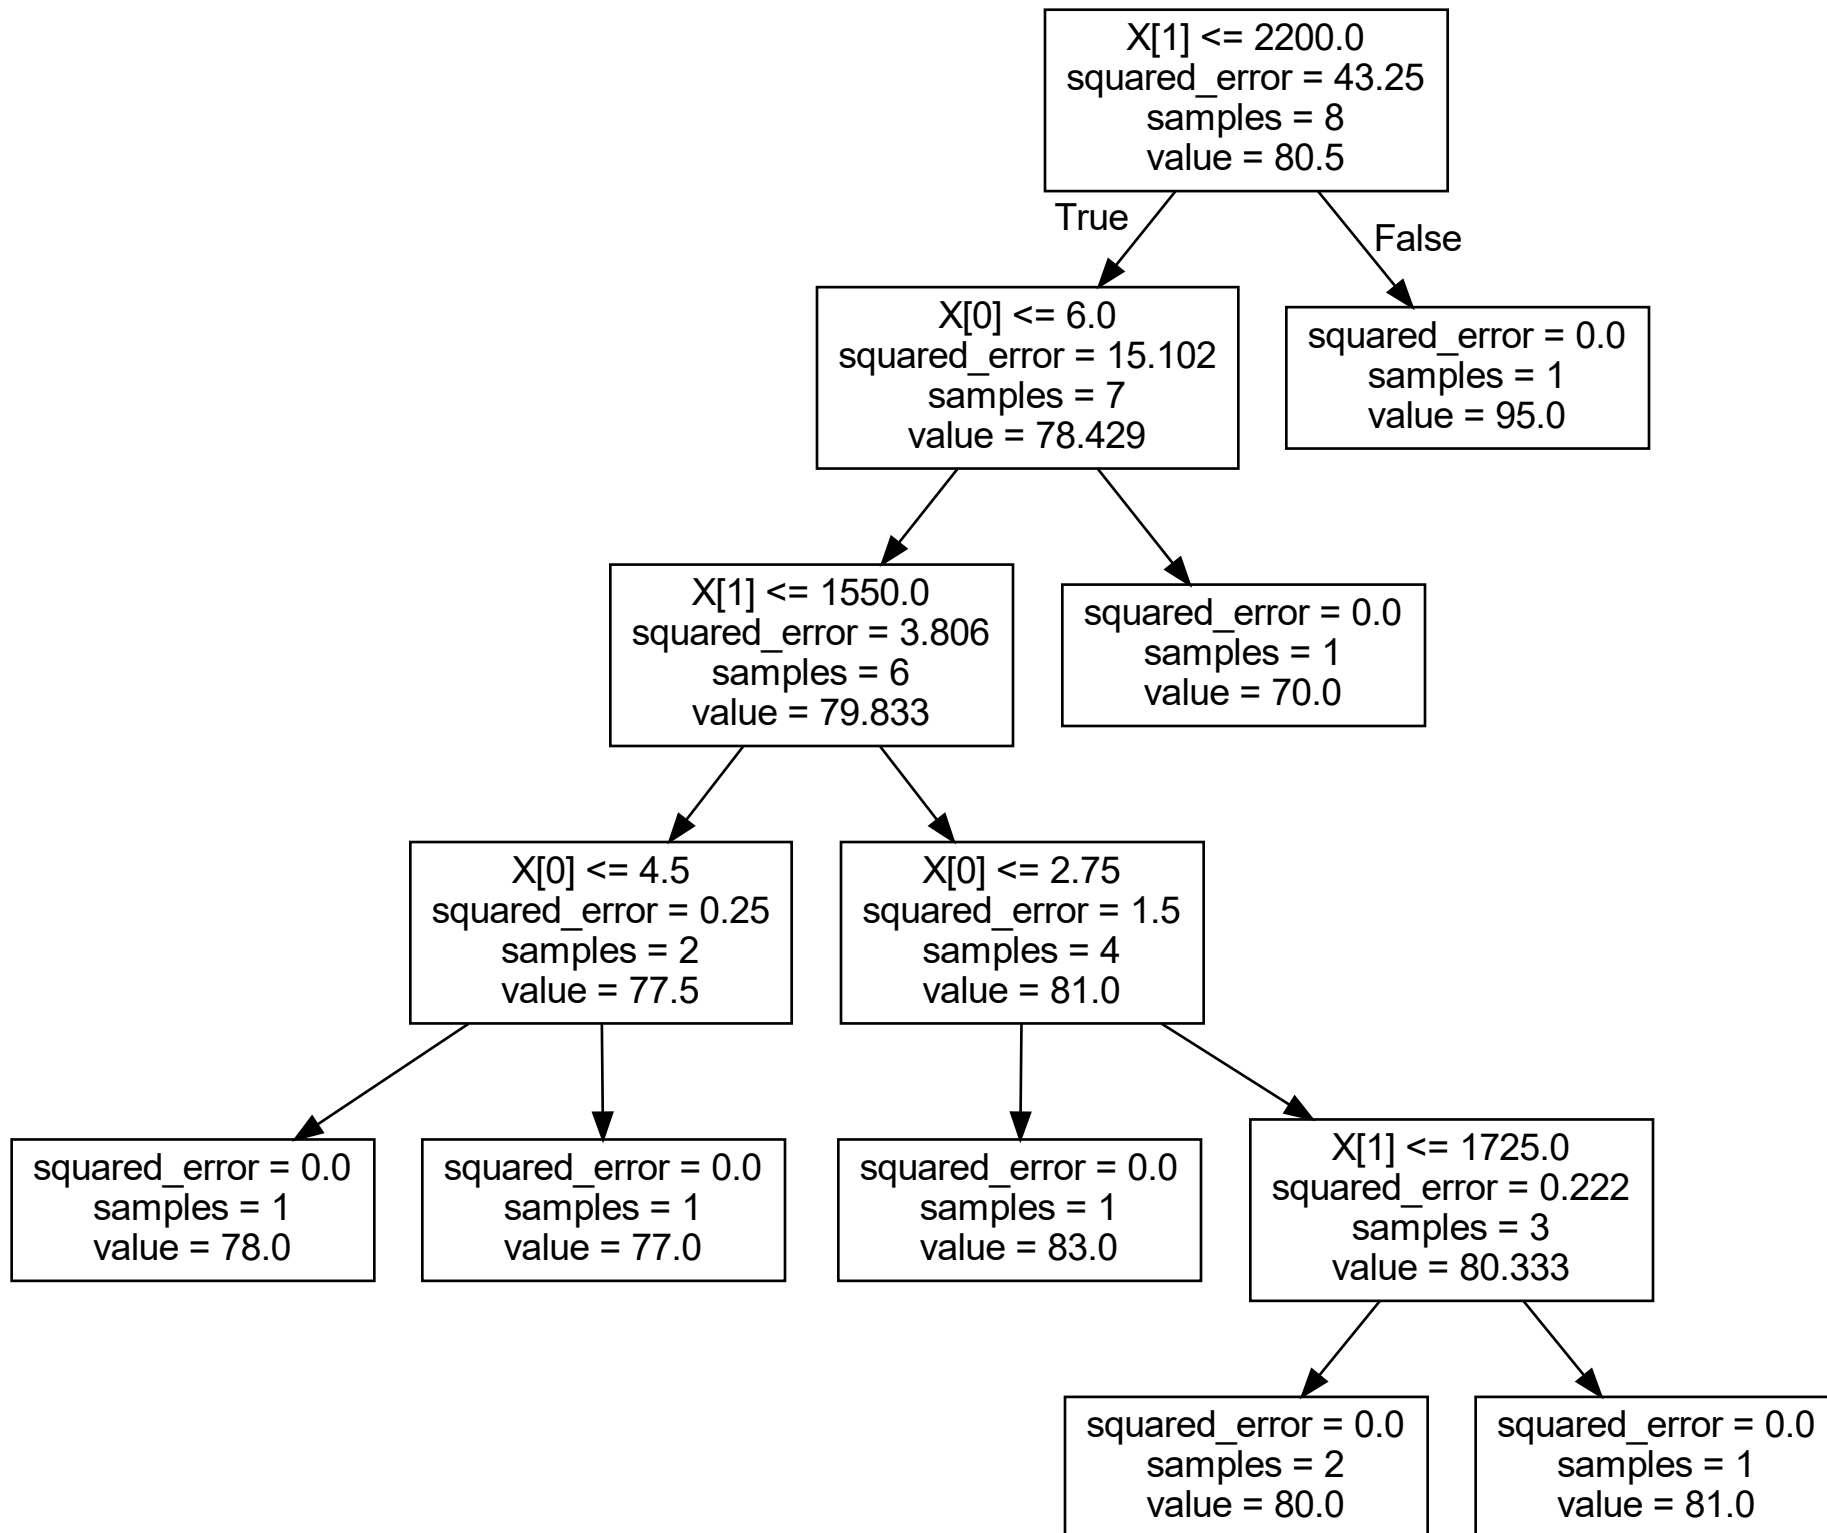 X[1] <= 2200.0
squared_error = 43.25
samples = 8
value = 80.5
True
False
X[0] <= 6.0
squared_error = 15.102
samples = 7
value = 78.429
squared_error = 0.0
samples = 1
value = 95.0
X[1] <= 1550.0
squared_error = 3.806
samples = 6
value = 79.833
squared_error = 0.0
samples = 1
value = 70.0
X[0] <= 4.5
squared_error = 0.25
samples = 2
value = 77.5
X[0] <= 2.75
squared_error = 1.5
samples = 4
value = 81.0
squared_error = 0.0
samples = 1
value = 78.0
squared_error = 0.0
samples = 1
value = 77.0
squared_error = 0.0
samples = 1
value = 83.0
X[1] <= 1725.0
squared_error = 0.222
samples = 3
value = 80.333
squared_error = 0.0
samples = 2
value = 80.0
squared_error = 0.0
samples = 1
value = 81.0